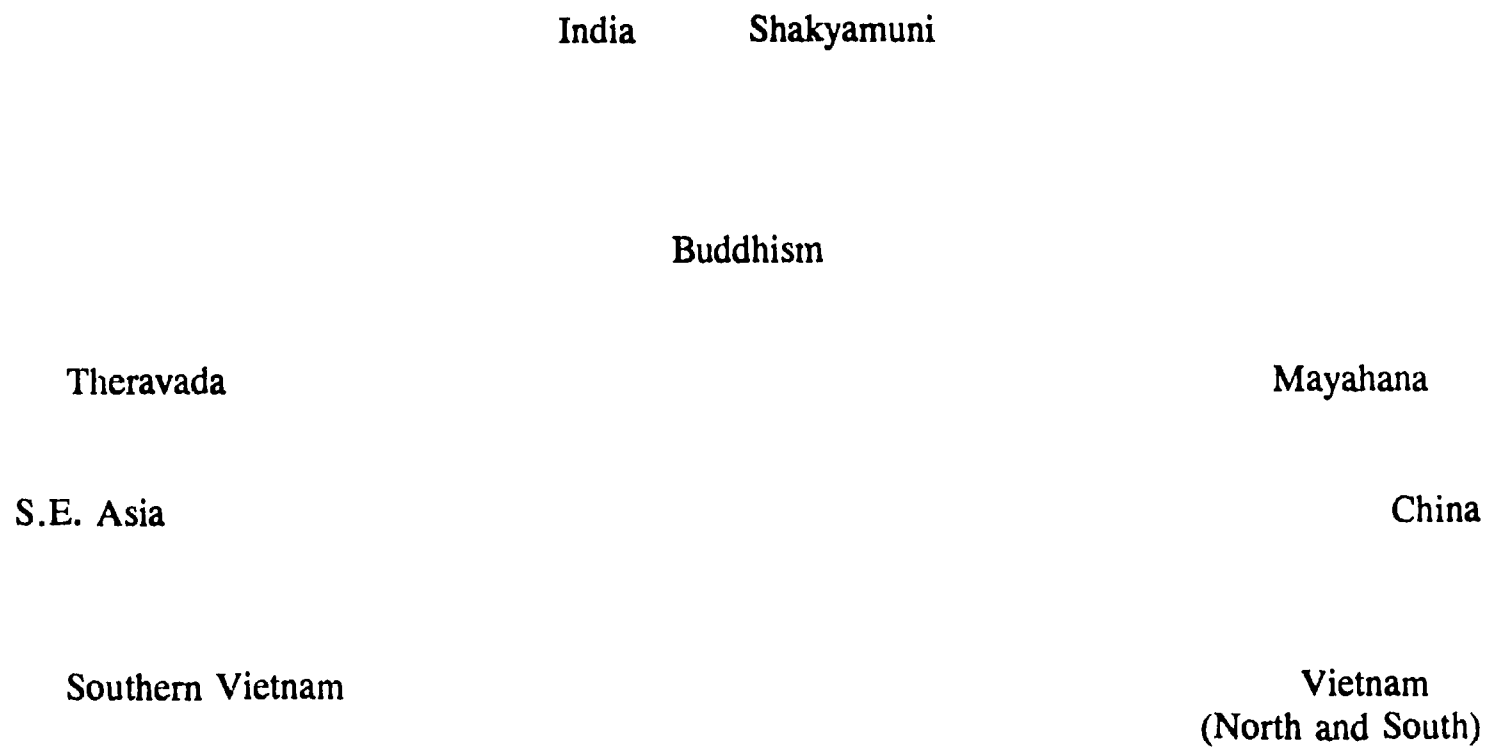 India Shakyamuni
Buddhism
Theravada Mayahana
S.E. Asia China
Southern Vietnam Vietnam
(North and South)